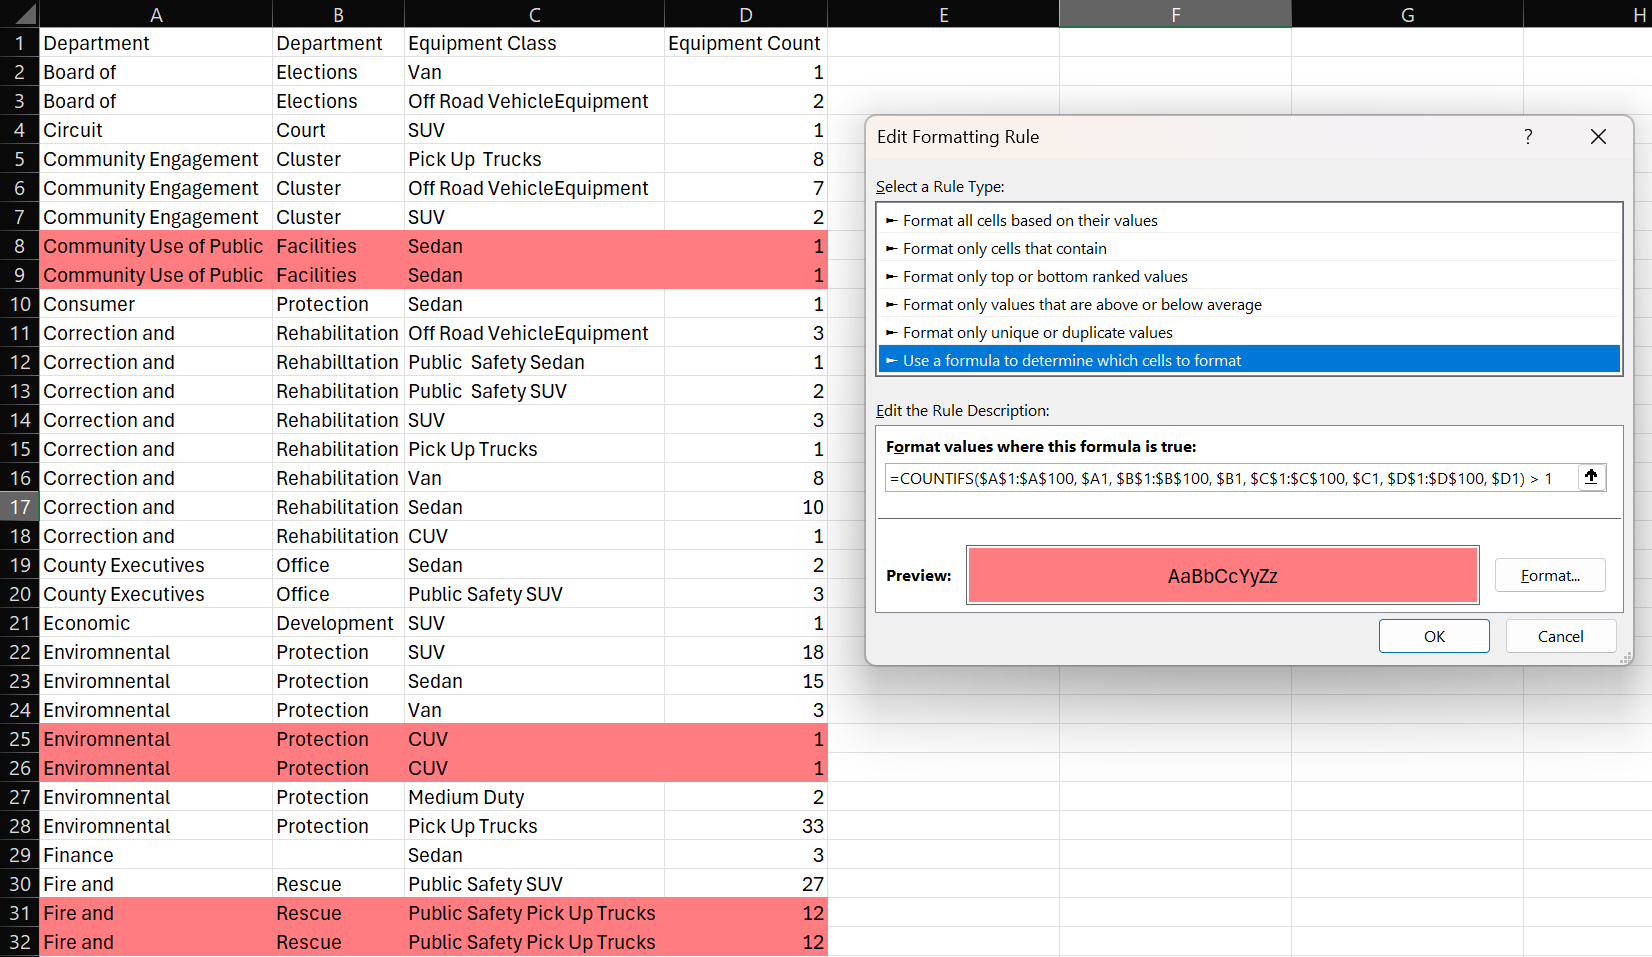 A B C D E F G H
1 Department Department Equipment Class Equipment Count
2 Board of Elections Van 1
3 Board of Elections Off Road VehicleEquipment 2
4 Circuit Court SUV 1
5 Community Engagement Cluster Pick Up  Trucks 8
6 Community Engagement Cluster Off Road VehicleEquipment 7
7 Community Engagement Cluster SUV 2
8 Community Use of Public Facilities Sedan 1
9 Community Use of Public Facilities Sedan 1
10 Consumer Protection Sedan 1
11 Correction and Rehabilitation Off Road VehicleEquipment 3
12 Correction and Rehabilltation Public  Safety Sedan 1
13 Correction and Rehabilitation Public  Safety SUV 2
14 Correction and Rehabilitation SUV 3
15 Correction and Rehabilitation Pick Up Trucks 1
16 Correction and Rehabilitation Van 8
17 Correction and Rehabilitation Sedan 10
18 Correction and Rehabilitation CUV 1
19 County Executives Office Sedan 2
20 County Executives Office Public Safety SUV 3
21 Economic Development SUV 1
22 Enviromnental Protection SUV 18
23 Enviromnental Protection Sedan 15
24 Enviromnental Protection Van 3
25 Enviromnental Protection CUV 1
26 Enviromnental Protection CUV 1
27 Enviromnental Protection Medium Duty 2
28 Enviromnental Protection Pick Up Trucks 33
29 Finance Sedan 3
30 Fire and Rescue Public Safety SUV 27
31 Fire and Rescue Public Safety Pick Up Trucks 12
32 Fire and Rescue Public Safety Pick Up Trucks 12
Edit Formatting Rule ?
Select a Rule Type:
► Format all cells based on their values
► Format only cells that contain
► Format only top or bottom ranked values
► Format only values that are above or below average
► Format only unique or duplicate values
► Use a formula to determine which cells to format
Edit the Rule Description:
Format values where this formula is true:
=COUNTIFS($A$1:$A$100, $A1, $B$1:$B$100, $B1, $C$1:$C$100, $C1, $D$1:$D$100, $D1) > 1
Preview: AaBbCcYyZz Format...
OK Cancel